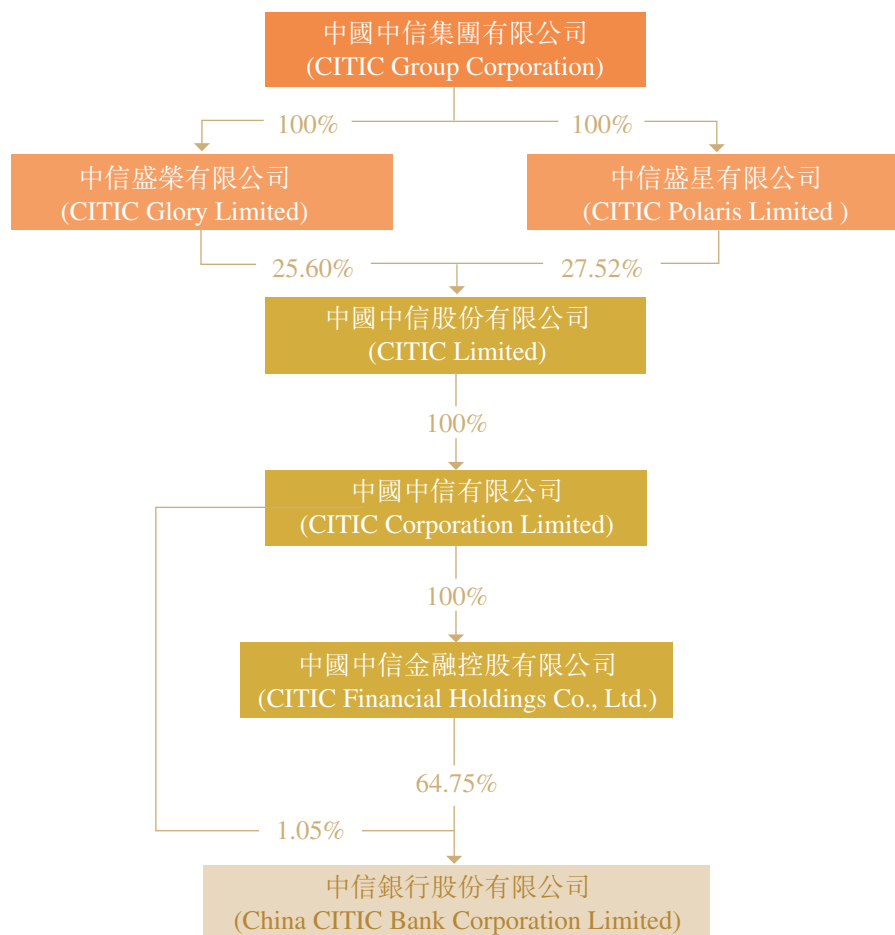 中國中信集團有限公司
(CITIC Group Corporation)
100%
100%
中信盛榮有限公司
(CITIC Glory Limited)
中信盛星有限公司
(CITIC Polaris Limited )
25.60%
27.52%
中國中信股份有限公司
(CITIC Limited)
100%
中國中信有限公司
(CITIC Corporation Limited)
100%
中國中信金融控股有限公司
(CITIC Financial Holdings Co., Ltd.)
64.75%
1.05%
中信銀行股份有限公司
(China CITIC Bank Corporation Limited)